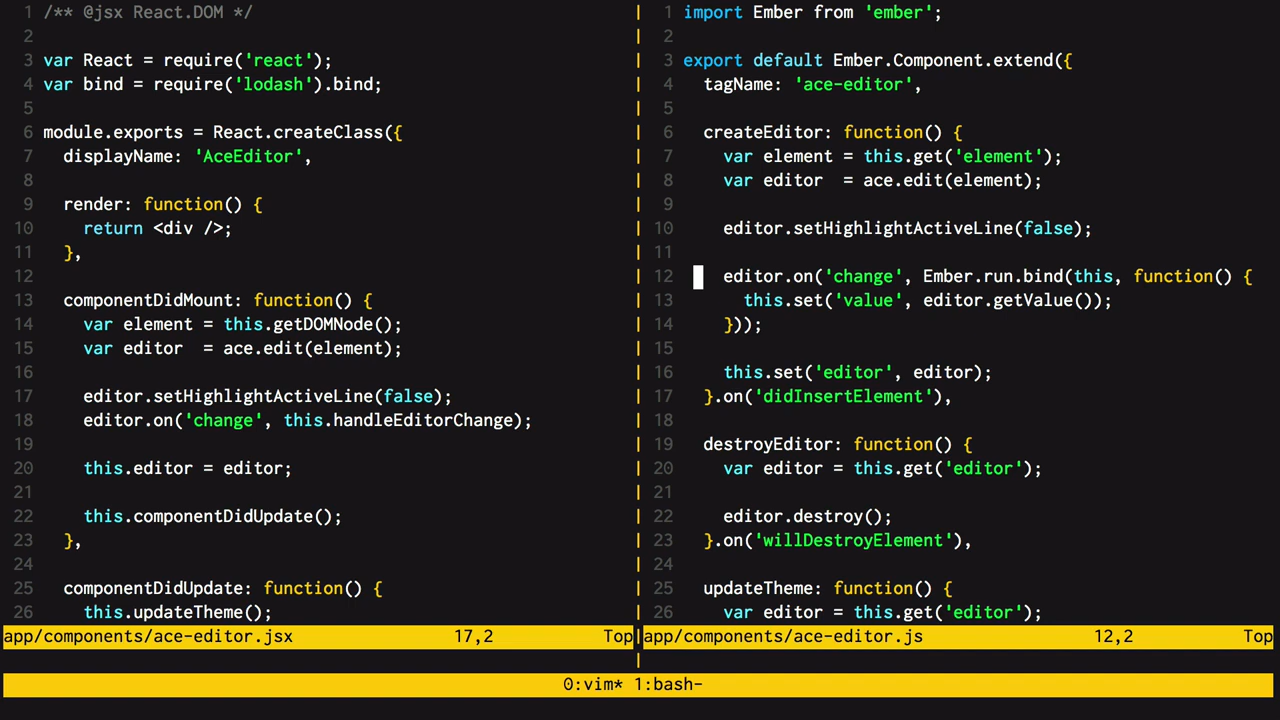 1 /** @jsx React.DOM */
2
3 var React = require('react');
4 var bind = require('lodash').bind;
5
6 module.exports = React.createClass({
7   displayName: 'AceEditor',
8
9   render: function() {
10     return <div />;
11   },
12
13   componentDidMount: function() {
14     var element = this.getDOMNode();
15     var editor  = ace.edit(element);
16
17     editor.setHighlightActiveLine(false);
18     editor.on('change', this.handleEditorChange);
19
20     this.editor = editor;
21
22     this.componentDidUpdate();
23   },
24
25   componentDidUpdate: function() {
26     this.updateTheme();
app/components/ace-editor.jsx 17,2 Top
1 import Ember from 'ember';
2
3 export default Ember.Component.extend({
4   tagName: 'ace-editor',
5
6   createEditor: function() {
7     var element = this.get('element');
8     var editor  = ace.edit(element);
9
10     editor.setHighlightActiveLine(false);
11
12     editor.on('change', Ember.run.bind(this, function() {
13       this.set('value', editor.getValue());
14     }));
15
16     this.set('editor', editor);
17   }.on('didInsertElement'),
18
19   destroyEditor: function() {
20     var editor = this.get('editor');
21
22     editor.destroy();
23   }.on('willDestroyElement'),
24
25   updateTheme: function() {
26     var editor = this.get('editor');
app/components/ace-editor.js 12,2 Top
0:vim* 1:bash-